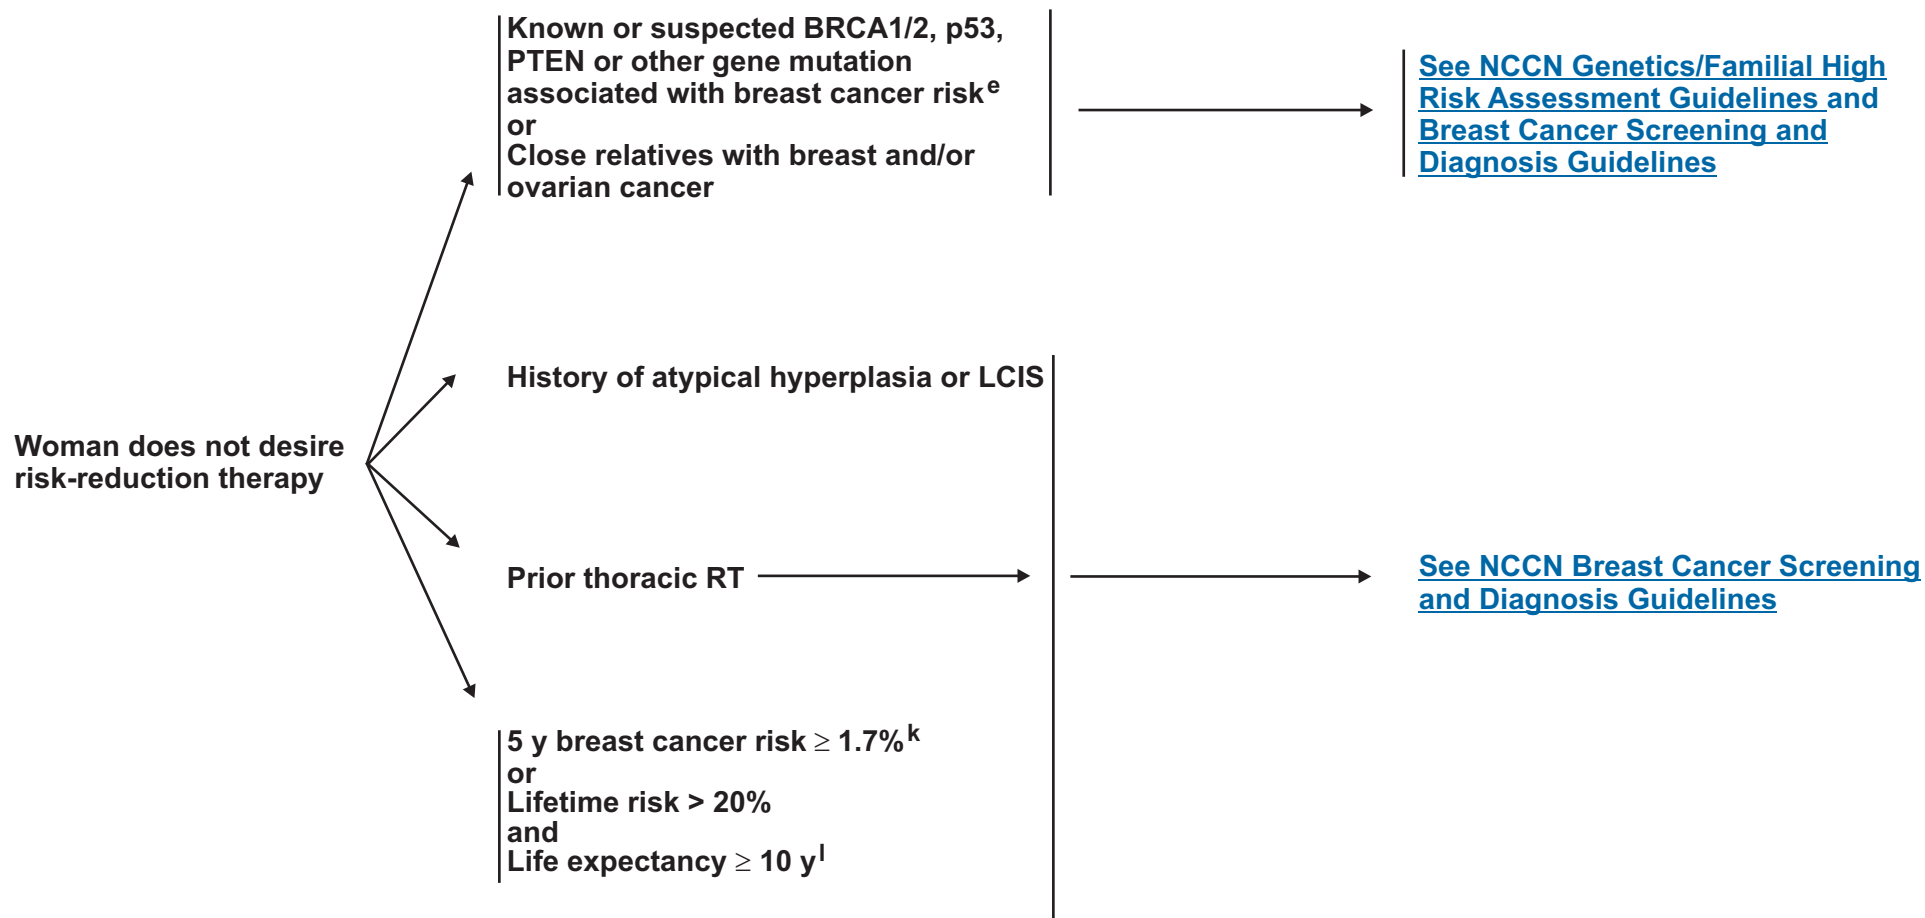 Known or suspected BRCA1/2, p53,
PTEN or other gene mutation
associated with breast cancer risk e
or
Close relatives with breast and/or
ovarian cancer
See NCCN Genetics/Familial High
Risk Assessment Guidelines and
Breast Cancer Screening and
Diagnosis Guidelines
History of atypical hyperplasia or LCIS
Woman does not desire
risk-reduction therapy
Prior thoracic RT
See NCCN Breast Cancer Screening
and Diagnosis Guidelines
5 y breast cancer risk ≥ 1.7% k
or
Lifetime risk > 20%
and
Life expectancy ≥ 10 y l